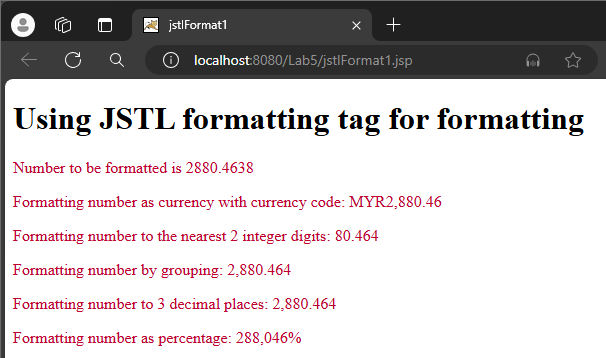 jstlFormat1
localhost:8080/Lab5/jstlFormat1.jsp
Using JSTL formatting tag for formatting
Number to be formatted is 2880.4638
Formatting number as currency with currency code: MYR2,880.46
Formatting number to the nearest 2 integer digits: 80.464
Formatting number by grouping: 2,880.464
Formatting number to 3 decimal places: 2,880.464
Formatting number as percentage: 288,046%